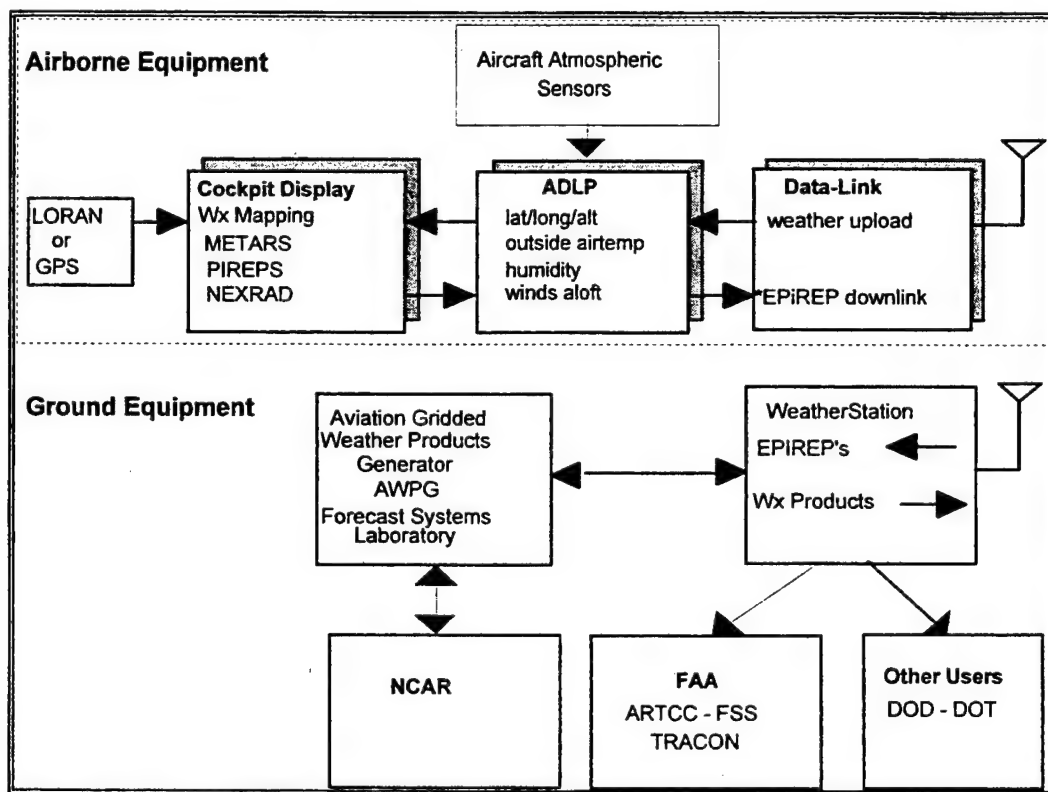 Airborne Equipment
Aircraft Atmospheric
Sensors
LORAN
or
GPS
Cockpit Display
Wx Mapping
METARS
PIREPS
NEXRAD
ADLP
lat/long/alt
outside airtemp
humidity
winds aloft
Data-Link
weather upload
*EPiREP downlink
Ground Equipment
Aviation Gridded
Weather Products
Generator
AWPG
Forecast Systems
Laboratory
WeatherStation
EPIREP's
Wx Products
NCAR
FAA
ARTCC - FSS
TRACON
Other Users
DOD - DOT